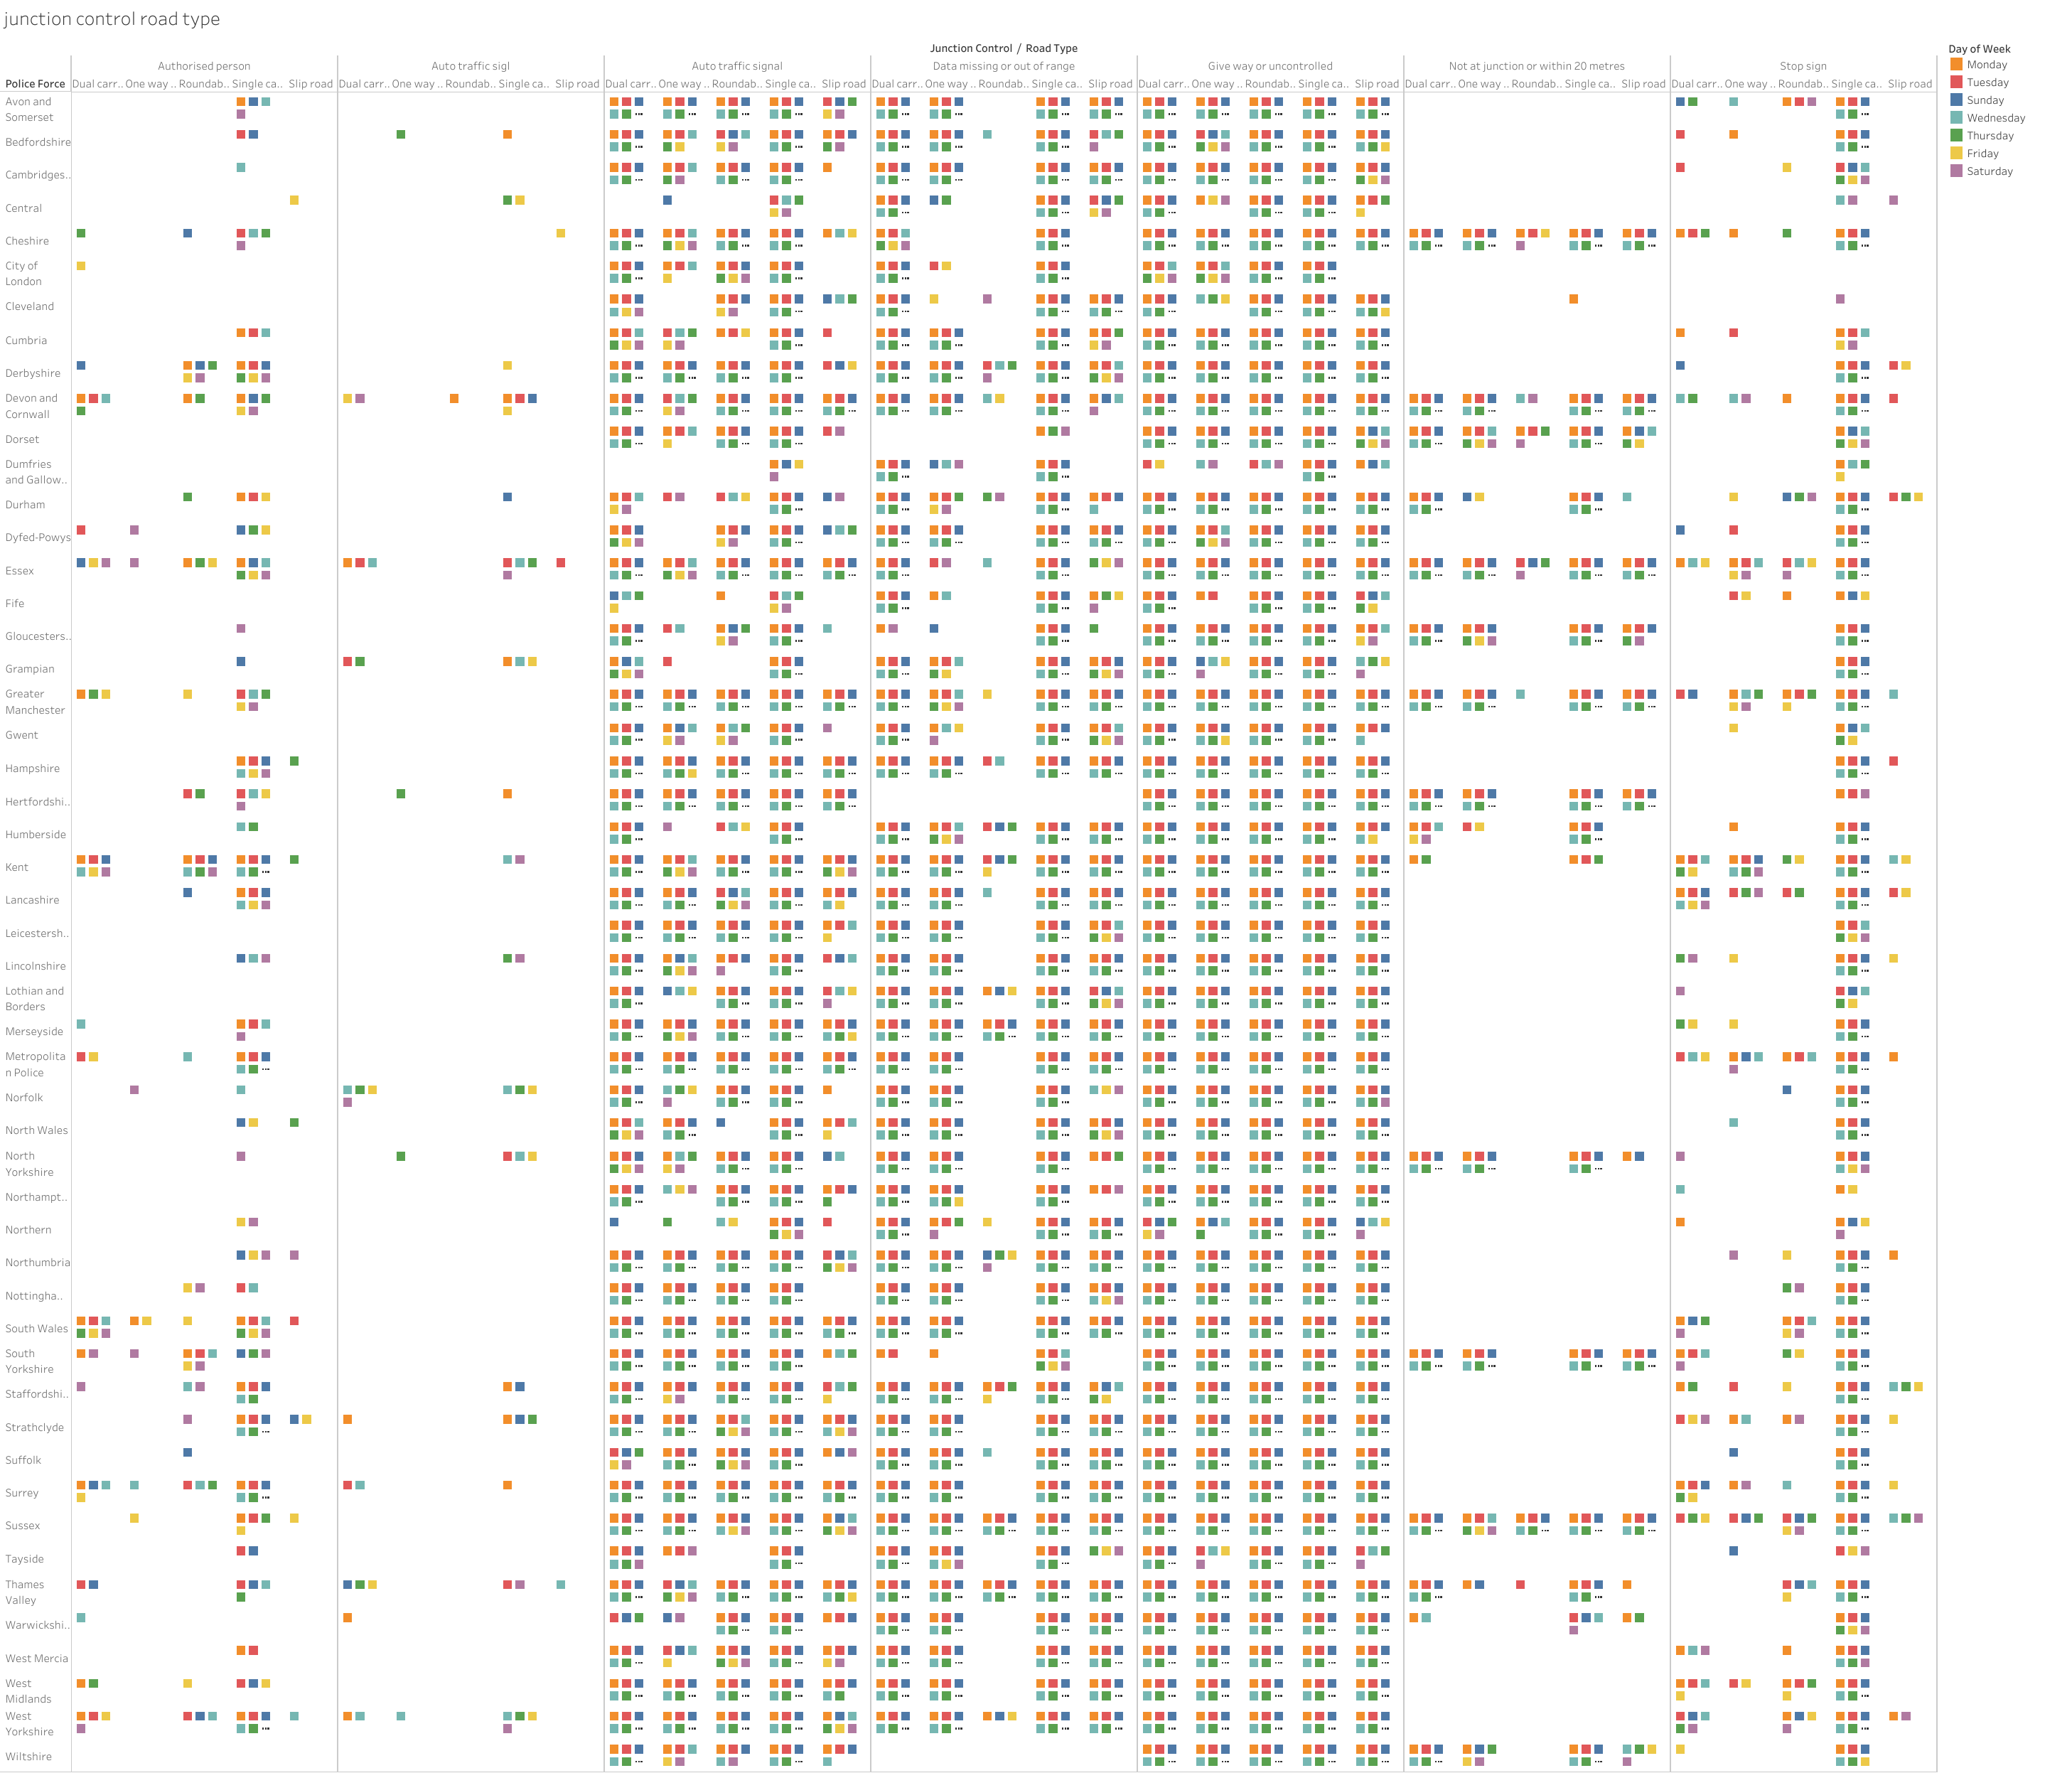 junction control road type
Junction Control / Road Type
Authorised person Auto traffic sigl Auto traffic signal Data missing or out of range Give way or uncontrolled Not at junction or within 20 metres Stop sign
Police Force Dual carr.. One way .. Roundab.. Single ca.. Slip road Dual carr.. One way .. Roundab.. Single ca.. Slip road Dual carr.. One way .. Roundab.. Single ca.. Slip road Dual carr.. One way .. Roundab.. Single ca.. Slip road Dual carr.. One way .. Roundab.. Single ca.. Slip road Dual carr.. One way .. Roundab.. Single ca.. Slip road Dual carr.. One way .. Roundab.. Single ca.. Slip road
Avon and
Somerset
Bedfordshire
Cambridges..
Central
Cheshire
City of
London
Cleveland
Cumbria
Derbyshire
Devon and
Cornwall
Dorset
Dumfries
and Gallow..
Durham
Dyfed-Powys
Essex
Fife
Gloucesters..
Grampian
Greater
Manchester
Gwent
Hampshire
Hertfordshi..
Humberside
Kent
Lancashire
Leicestersh..
Lincolnshire
Lothian and
Borders
Merseyside
Metropolita
n Police
Norfolk
North Wales
North
Yorkshire
Northampt..
Northern
Northumbria
Nottingha..
South Wales
South
Yorkshire
Staffordshi..
Strathclyde
Suffolk
Surrey
Sussex
Tayside
Thames
Valley
Warwickshi..
West Mercia
West
Midlands
West
Yorkshire
Wiltshire
Day of Week
Monday
Tuesday
Sunday
Wednesday
Thursday
Friday
Saturday